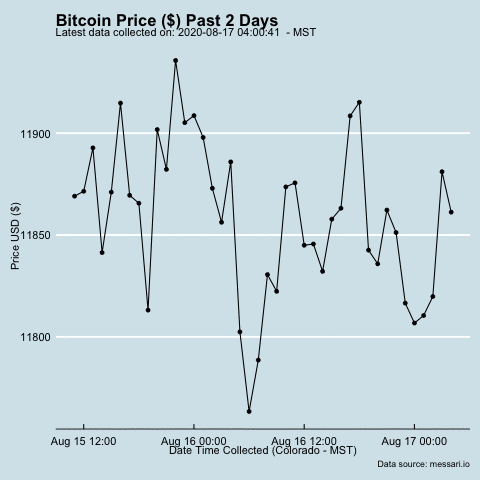 Bitcoin Price ($) Past 2 Days
Latest data collected on: 2020-08-17 04:00:41  - MST
11900
11850
11800
Price USD ($)
Aug 15 12:00 Aug 16 00:00 Aug 16 12:00 Aug 17 00:00
Date Time Collected (Colorado - MST)
Data source: messari.io